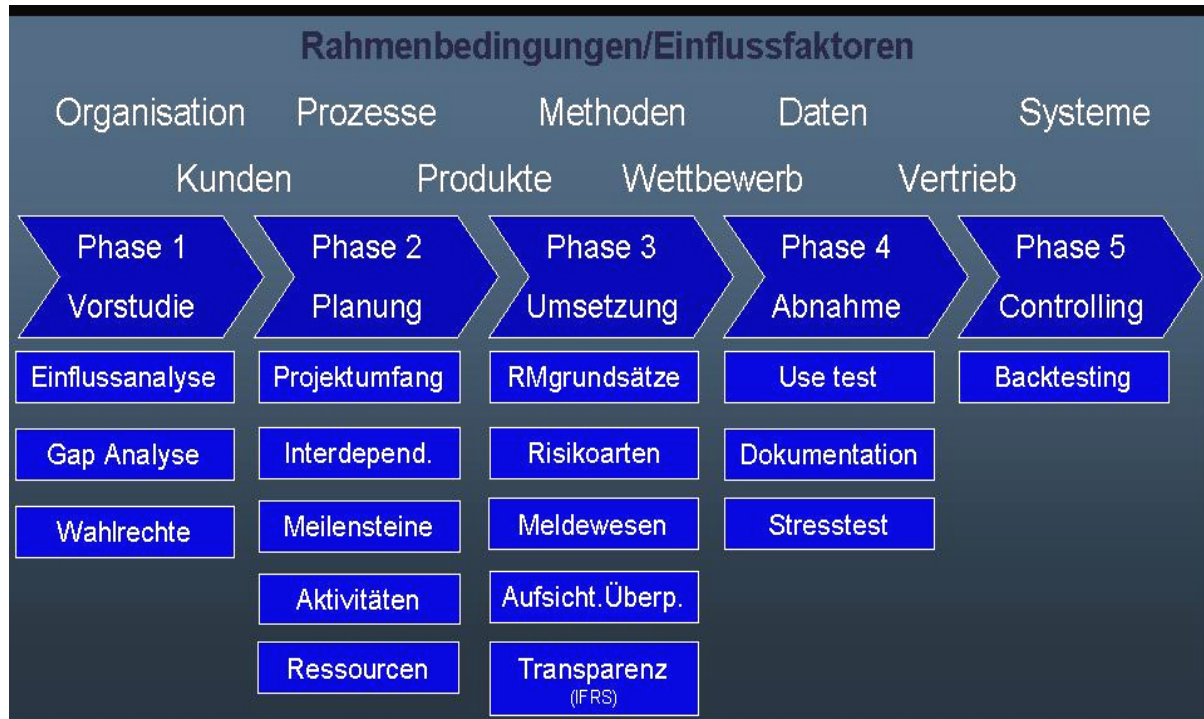 Rahmenbedingungen/Einflussfaktoren
Organisation Prozesse Methoden Daten Systeme
Kunden Produkte Wettbewerb Vertrieb
Phase 1
Vorstudie
Phase 2
Planung
Phase 3
Umsetzung
Phase 4
Abnahme
Phase 5
Controlling
Einflussanalyse
Gap Analyse
Wahlrechte
Projektumfang
Interdepend.
Meilensteine
Aktivitäten
Ressourcen
RMgrundsätze
Risikoarten
Meldewesen
Aufsicht.Überp.
Transparenz
(IFRS)
Use test
Dokumentation
Stresstest
Backtesting